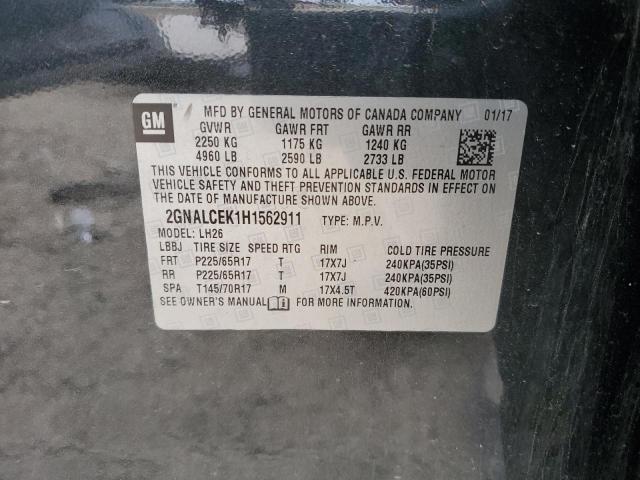 GM
MFD BY GENERAL MOTORS OF CANADA COMPANY 01/17
GVWR GAWR FRT GAWR RR
2250 KG 1175 KG 1240 KG
4960 LB 2590 LB 2733 LB
THIS VEHICLE CONFORMS TO ALL APPLICABLE U.S. FEDERAL MOTOR
VEHICLE SAFETY AND THEFT PREVENTION STANDARDS IN EFFECT ON
THE DATE OF MANUFACTURE SHOWN ABOVE.
2GNALCEK1H1562911 TYPE: M.P.V.
MODEL: LH26
LBBJ TIRE SIZE SPEED RTG RIM COLD TIRE PRESSURE
FRT P225/65R17 T 17X7J 240KPA(35PSI)
RR P225/65R17 T 17X7J 240KPA(35PSI)
SPA T145/70R17 M 17X4.5T 420KPA(60PSI)
SEE OWNER'S MANUAL FOR MORE INFORMATION.